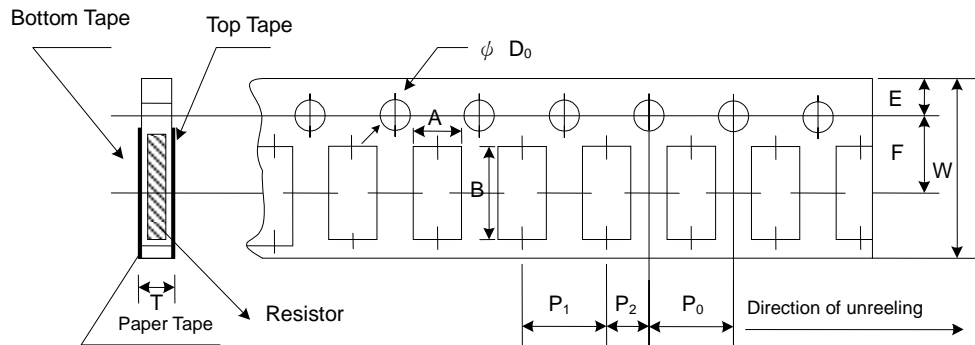 Bottom Tape
Top Tape
ψ D₀
E
A
F
W
B
T
P₁
P₂
P₀
Direction of unreeling
Paper Tape
Resistor